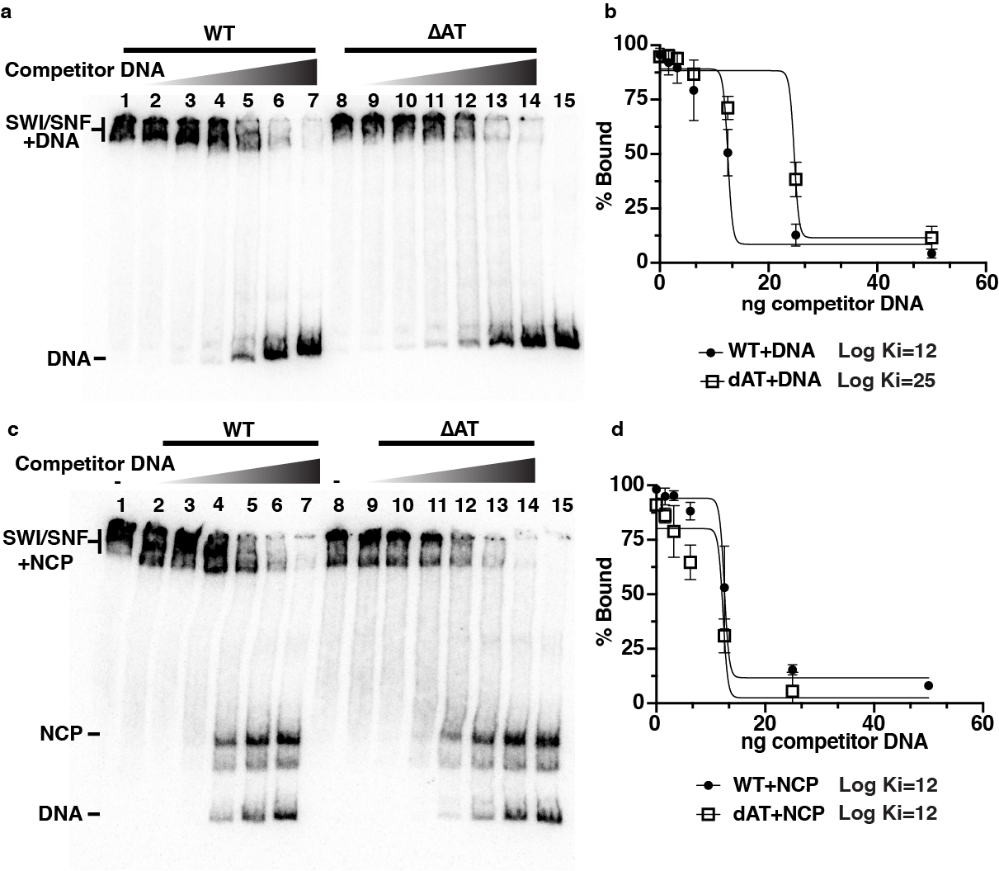 a
WT
ΔAT
Competitor DNA
1 2 3 4 5 6 7 8 9 10 11 12 13 14 15
SWI/SNF
+DNA
DNA
b
100
75
50
25
0
% Bound
0 20 40 60
ng competitor DNA
WT+DNA Log Ki=12
dAT+DNA Log Ki=25
c
WT
ΔAT
Competitor DNA
- -
1 2 3 4 5 6 7 8 9 10 11 12 13 14 15
SWI/SNF
+NCP
NCP
DNA
d
100
75
50
25
0
% Bound
0 20 40 60
ng competitor DNA
WT+NCP Log Ki=12
dAT+NCP Log Ki=12